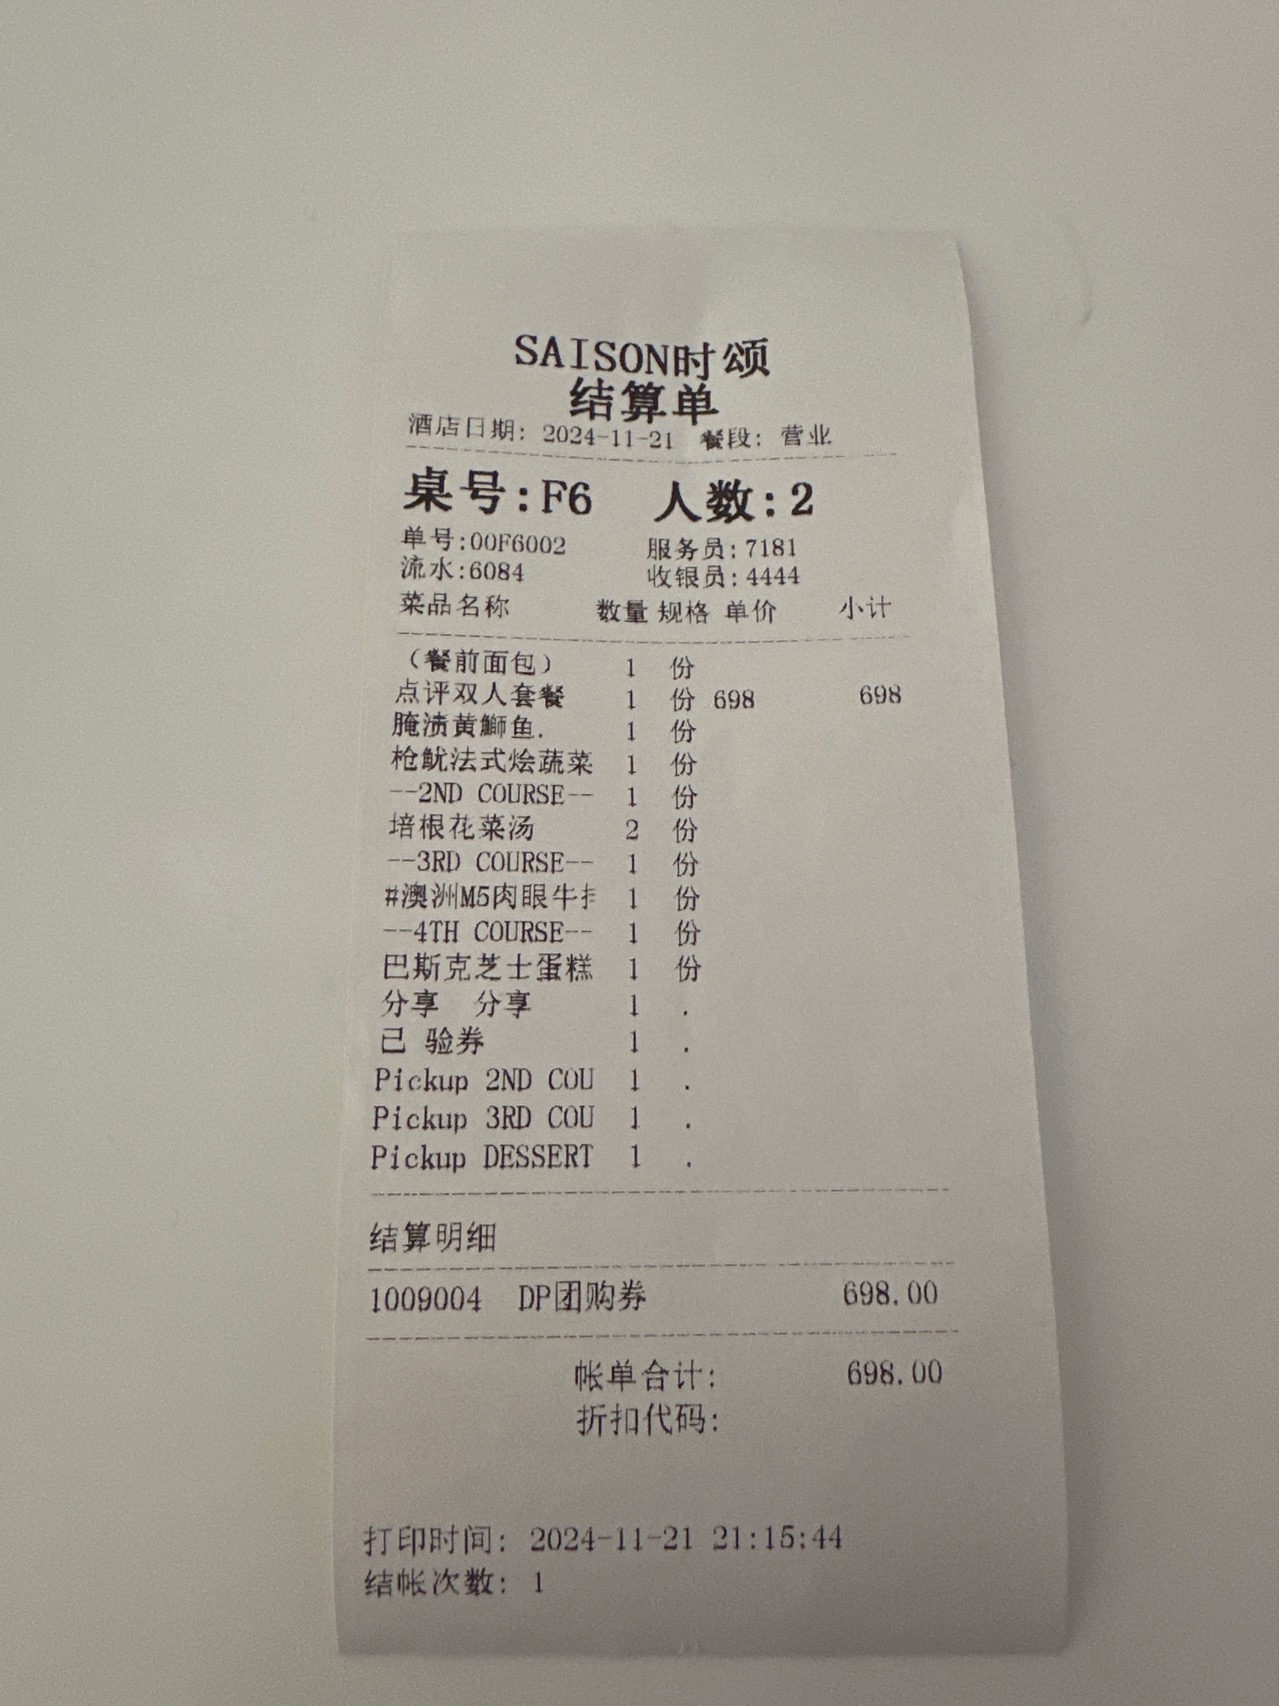 SAISON时颂
结算单
酒店日期: 2024-11-21 餐段: 营业
桌号:F6 人数:2
单号:00F6002 服务员:7181
流水:6084 收银员:4444
菜品名称 数量 规格 单价 小计
（餐前面包） 1 份
点评双人套餐 1 份 698 698
腌渍黄鰤鱼. 1 份
枪鱿法式烩蔬菜 1 份
--2ND COURSE-- 1 份
培根花菜汤 2 份
--3RD COURSE-- 1 份
#澳洲M5肉眼牛 1 份
--4TH COURSE-- 1 份
巴斯克芝士蛋糕 1 份
分享 分享 1 .
已 验券 1 .
Pickup 2ND COU 1 .
Pickup 3RD COU 1 .
Pickup DESSERT 1 .
结算明细
1009004 DP团购券 698.00
帐单合计: 698.00
折扣代码:
打印时间: 2024-11-21 21:15:44
结帐次数: 1